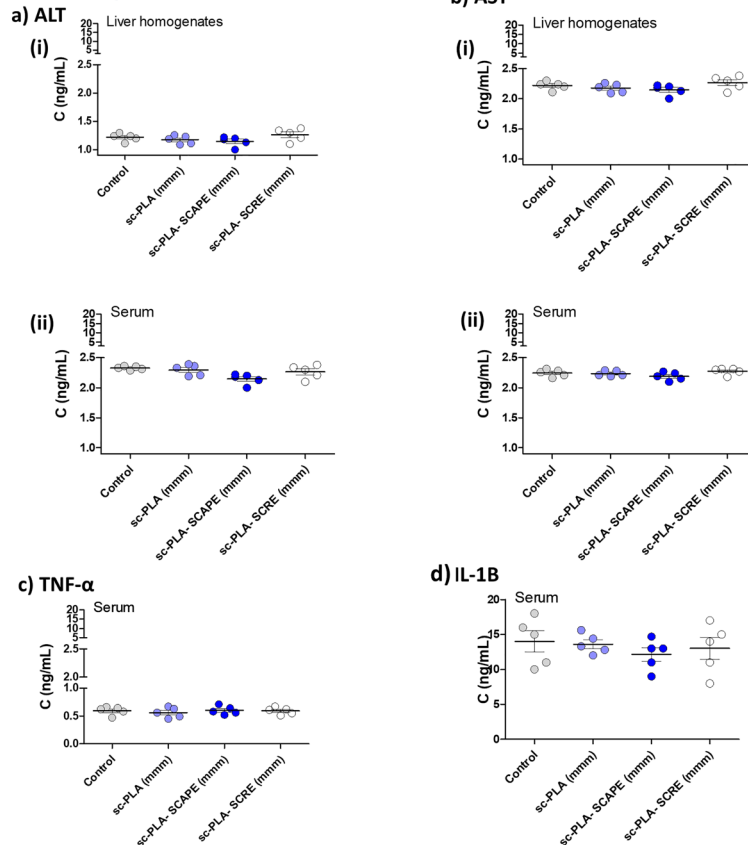 a) ALT
Liver homogenates
(i)
C (ng/mL)
20
15
10
5
2.5
2.0
1.5
1.0
Control
sc-PLA (mmm)
sc-PLA- SCAPE (mmm)
sc-PLA- SCRE (mmm)
(i)
Liver homogenates
C (ng/mL)
20
15
10
5
2.5
2.0
1.5
1.0
Control
sc-PLA (mmm)
sc-PLA- SCAPE (mmm)
sc-PLA- SCRE (mmm)
(ii)
Serum
C (ng/mL)
20
15
10
5
2.5
2.0
1.5
1.0
Control
sc-PLA (mmm)
sc-PLA- SCAPE (mmm)
sc-PLA- SCRE (mmm)
(ii)
Serum
C (ng/mL)
20
15
10
5
2.5
2.0
1.5
1.0
Control
sc-PLA (mmm)
sc-PLA- SCAPE (mmm)
sc-PLA- SCRE (mmm)
c) TNF-α
Serum
C (ng/mL)
20
15
10
5
2.5
2.0
1.0
0.5
0.0
Control
sc-PLA (mmm)
sc-PLA- SCAPE (mmm)
sc-PLA- SCRE (mmm)
d) IL-1B
Serum
C (ng/mL)
20
15
10
5
0
Control
sc-PLA (mmm)
sc-PLA- SCAPE (mmm)
sc-PLA- SCRE (mmm)